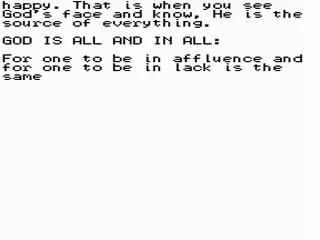 happy. That is when you see
God's face and know, He is the
source of everything.
GOD IS ALL AND IN ALL:
For one to be in affluence and
for one to be in lack is the
same